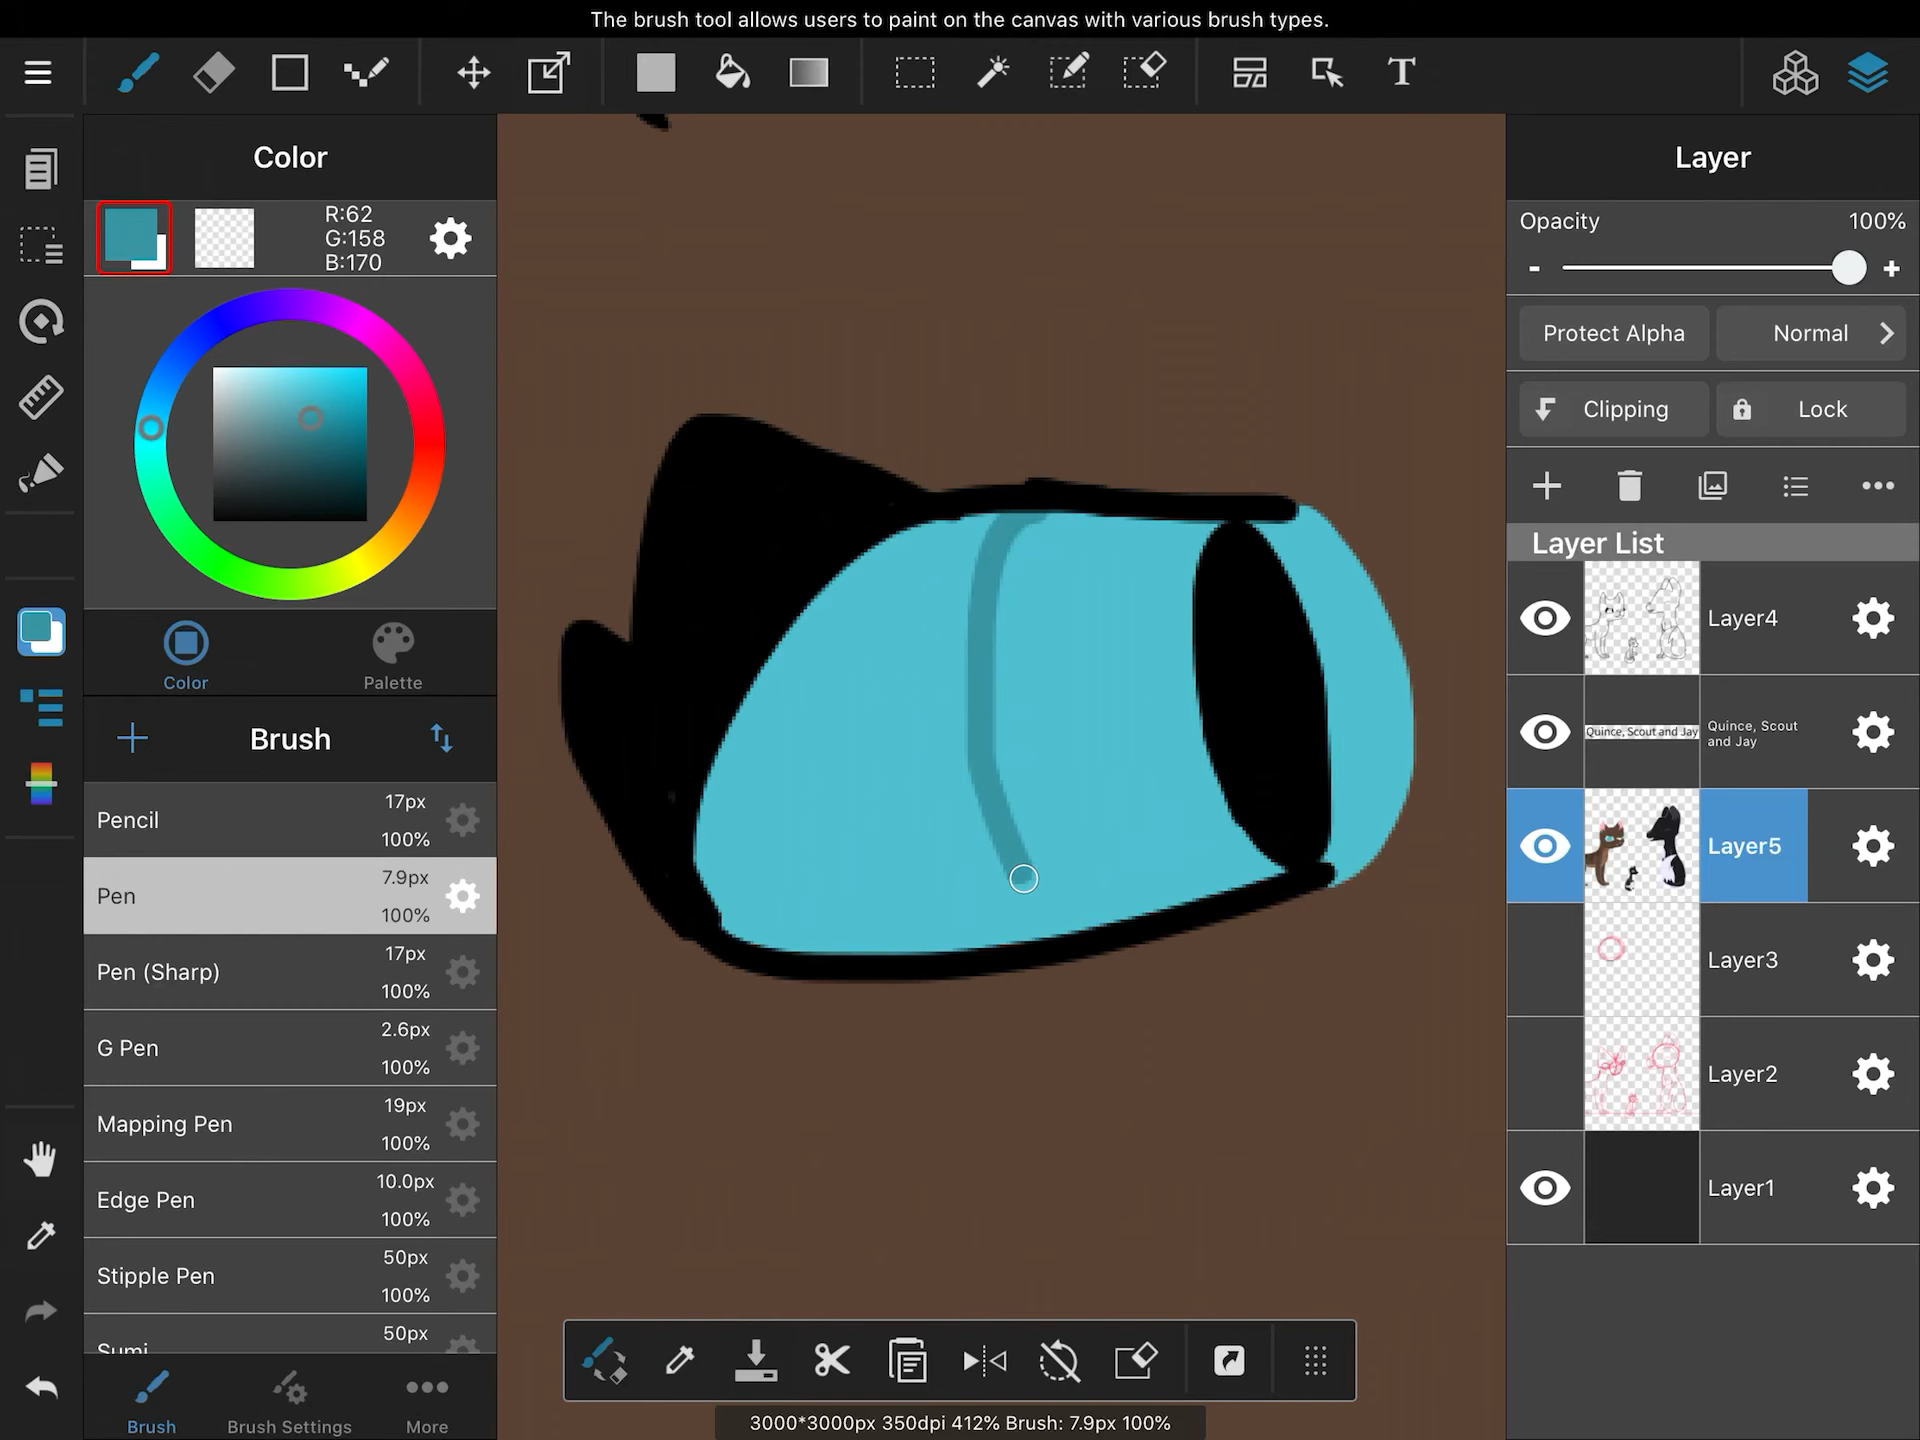 The brush tool allows users to paint on the canvas with various brush types.
T
Color
R:62
G:158
B:170
Color
Palette
Brush
Pencil
17px
100%
Pen
7.9px
100%
Pen (Sharp)
17px
100%
G Pen
2.6px
100%
Mapping Pen
19px
100%
Edge Pen
10.0px
100%
Stipple Pen
50px
100%
Sumi
50px
Brush
Brush Settings
More
3000*3000px 350dpi 412% Brush: 7.9px 100%
Layer
Opacity
100%
Protect Alpha
Normal
Clipping
Lock
Layer List
Layer4
Quince, Scout and Jay
Quince, Scout
and Jay
Layer5
Layer3
Layer2
Layer1